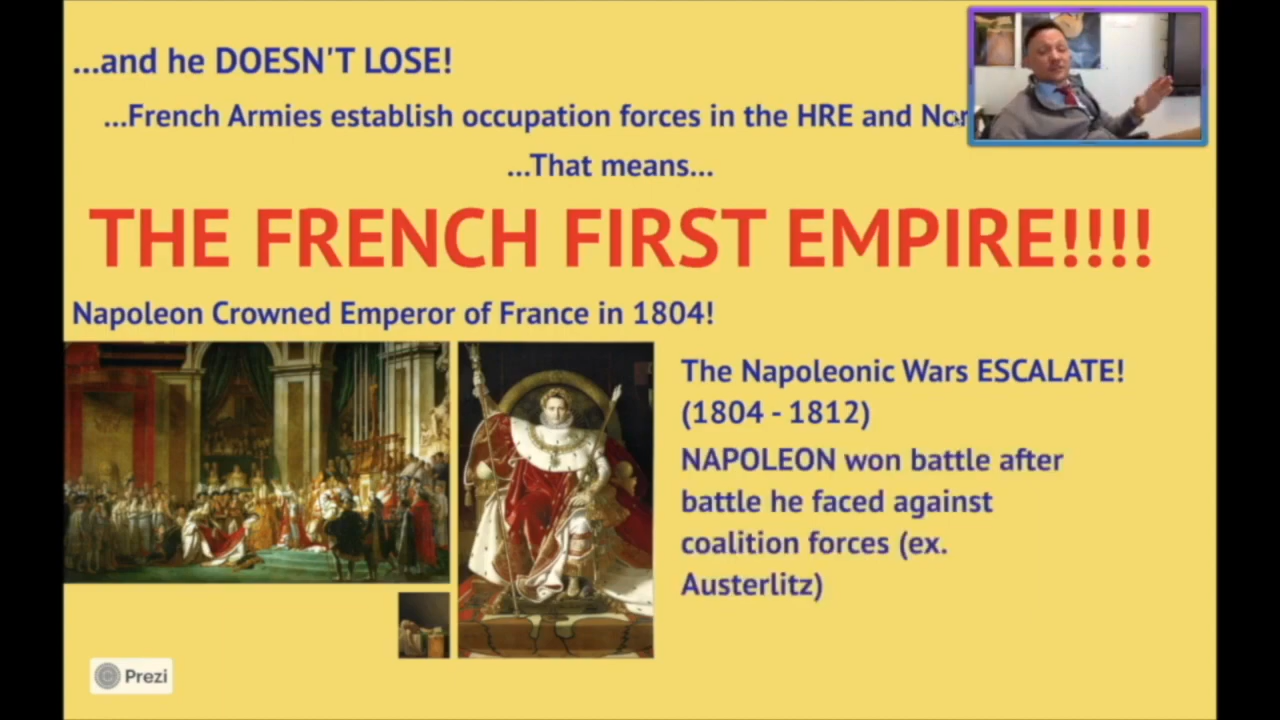 ...and he DOESN'T LOSE!
...French Armies establish occupation forces in the HRE and
...That means...
THE FRENCH FIRST EMPIRE!!!!
Napoleon Crowned Emperor of France in 1804!
The Napoleonic Wars ESCALATE!
(1804 - 1812)
NAPOLEON won battle after
battle he faced against
coalition forces (ex.
Austerlitz)
Prezi